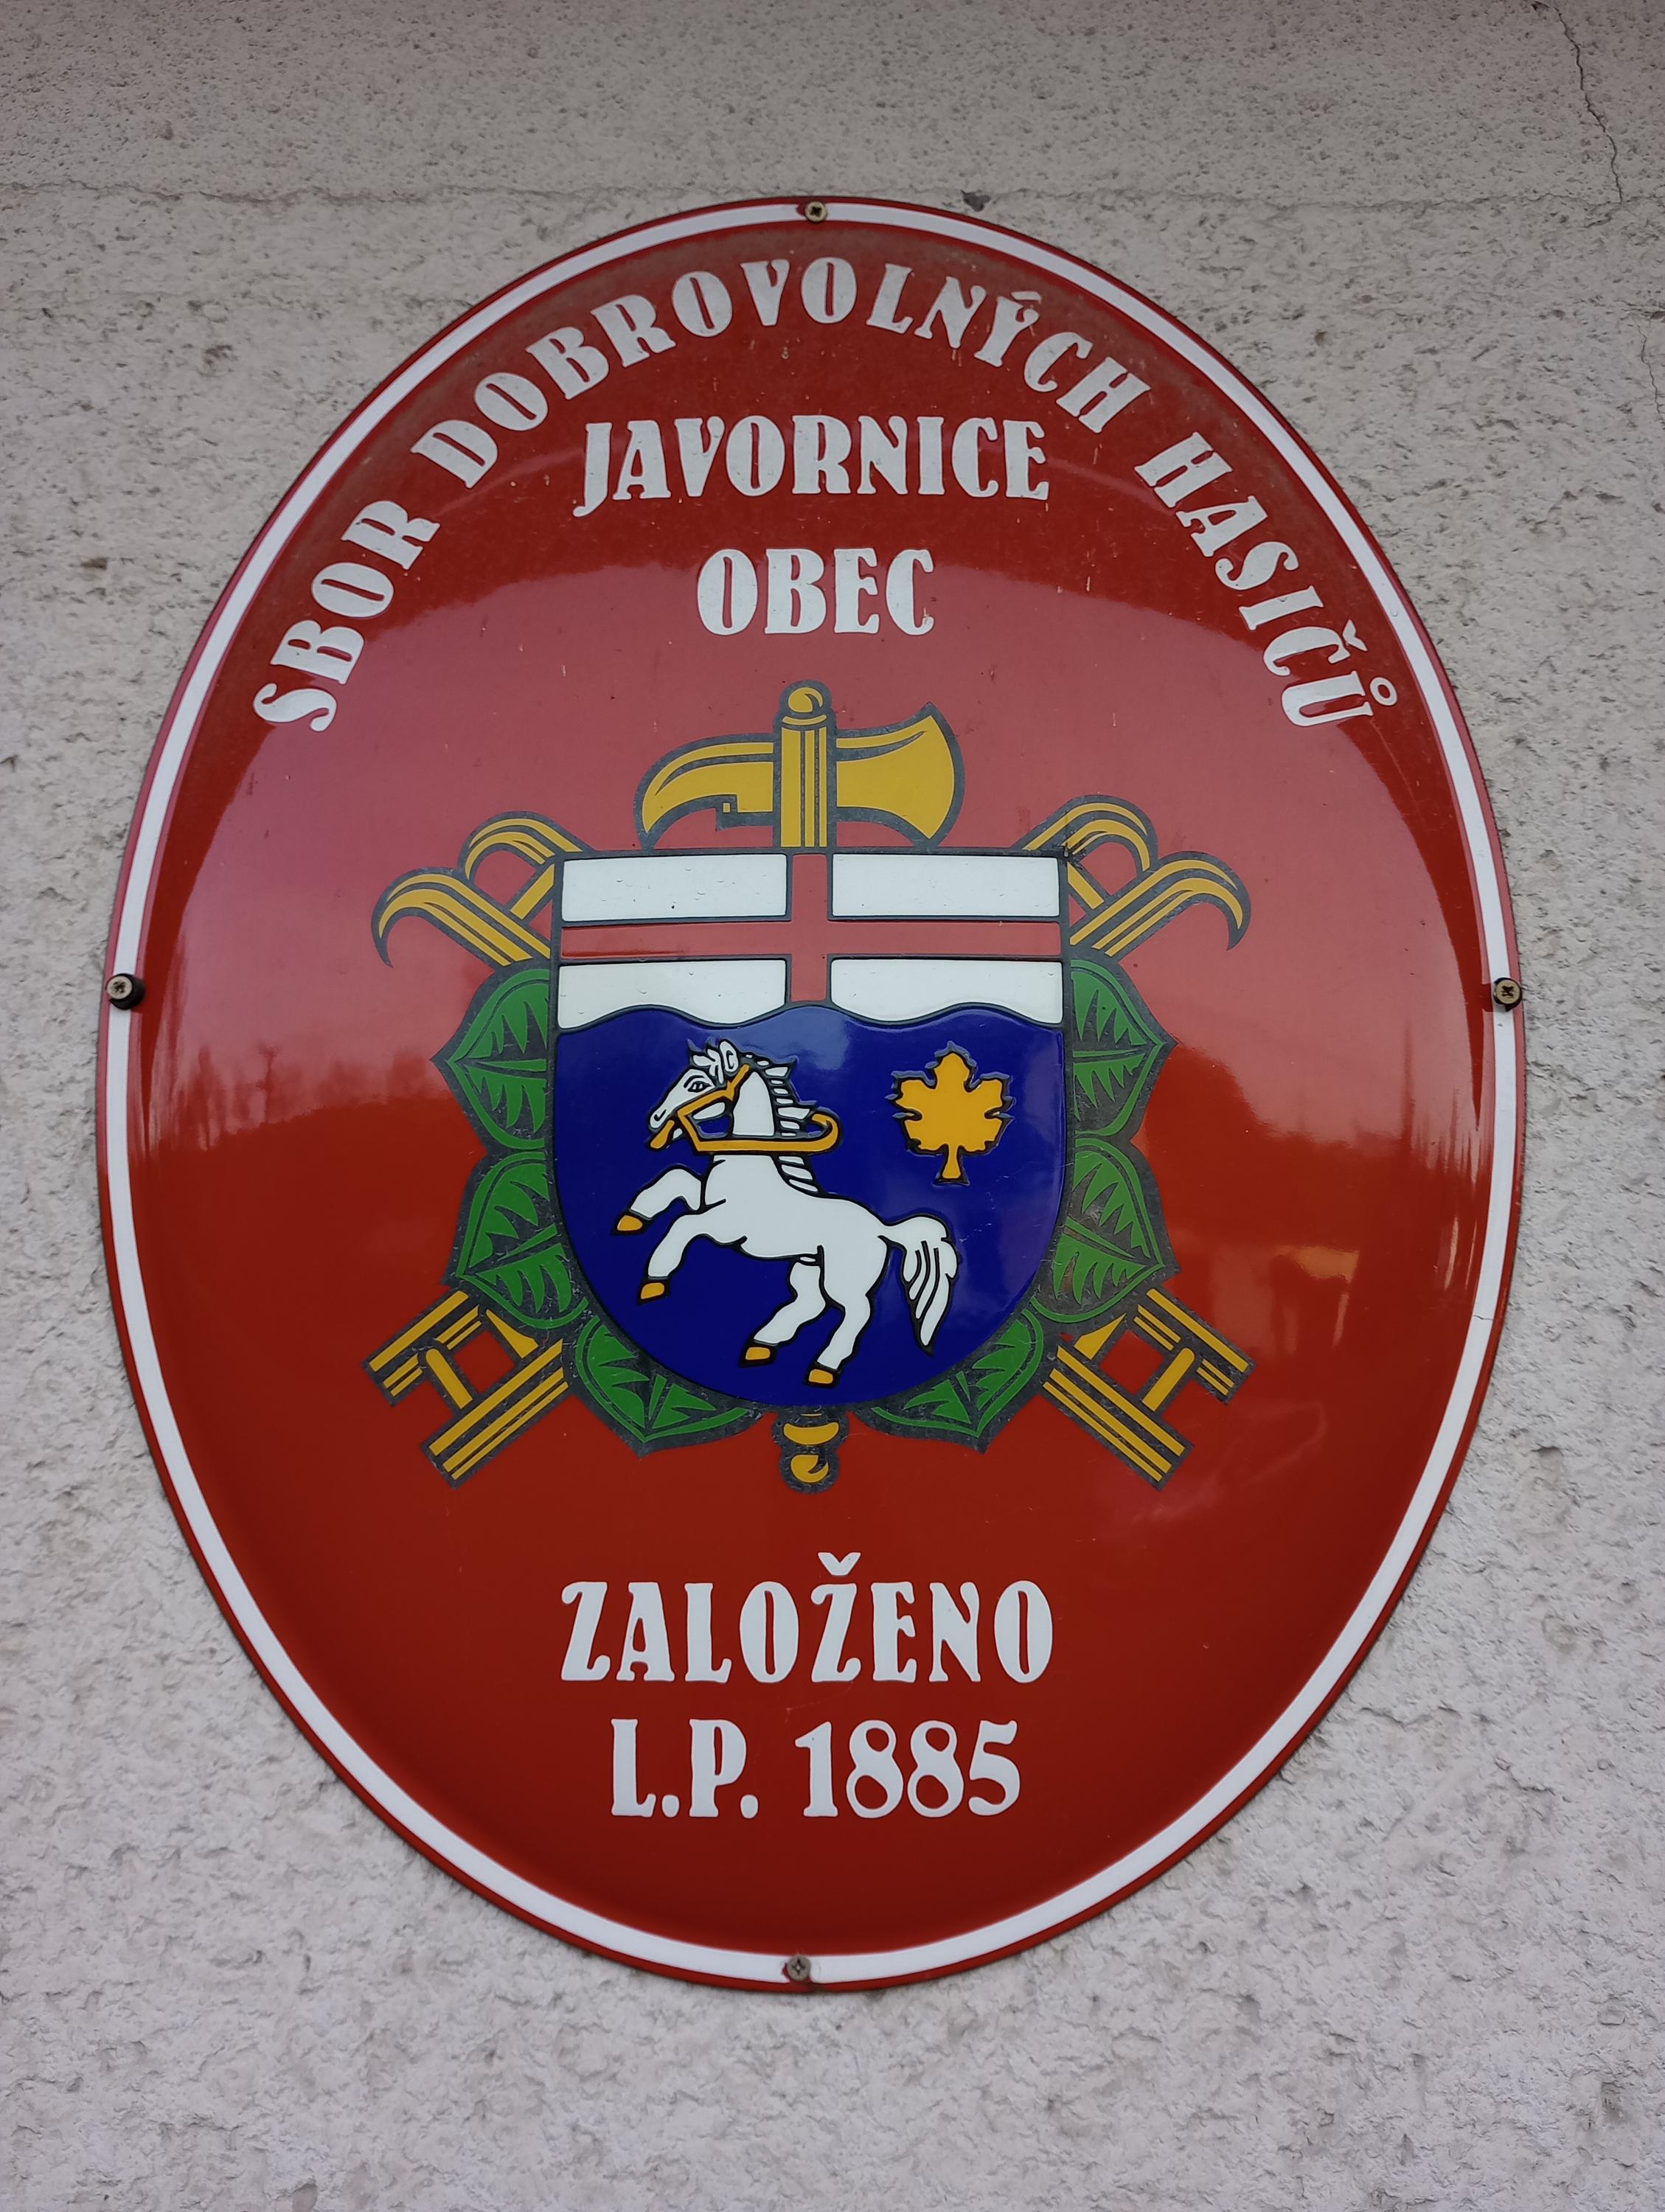 SBOR DOBROVOLNÝCH HASIČŮ
JAVORNICE
OBEC
ZALOŽENO
L.P. 1885